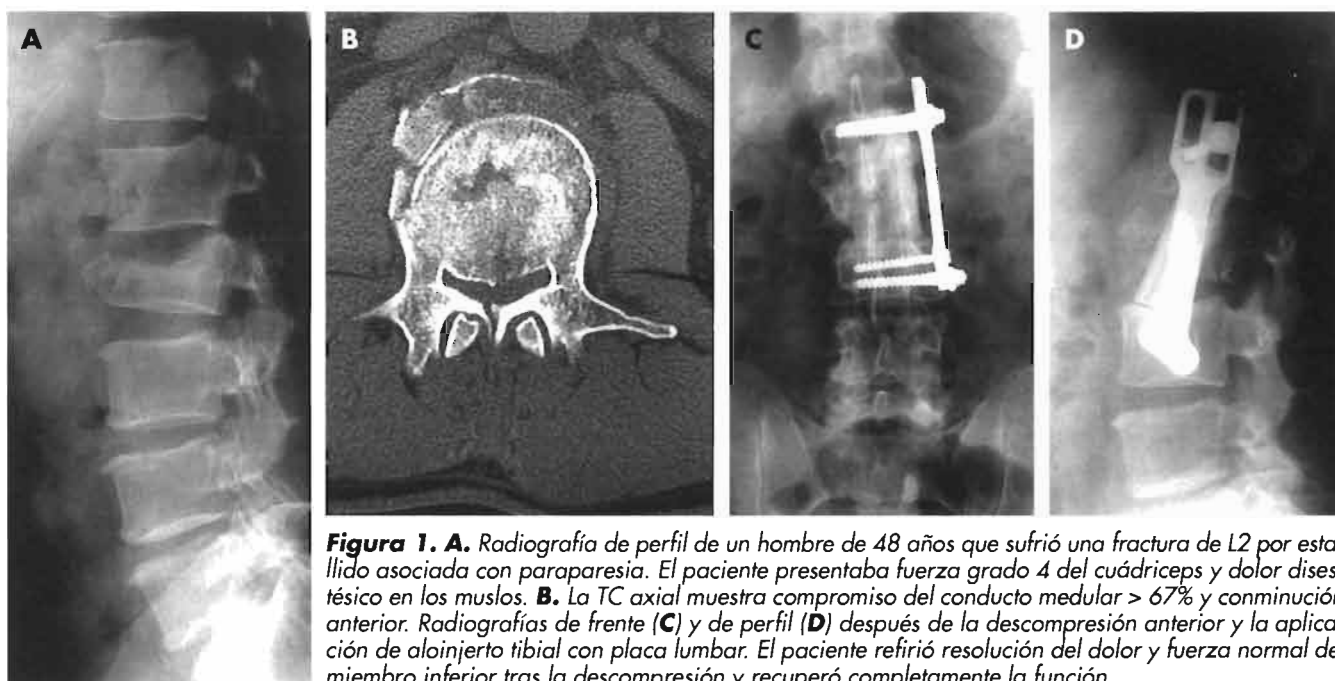 A
B
C
D
Figura 1. A. Radiografía de perfil de un hombre de 48 años que sufrió una fractura de L2 por esta
llido asociada con paraparesia. El paciente presentaba fuerza grado 4 del cuádriceps y dolor dises
tésico en los muslos. B. La TC axial muestra compromiso del conducto medular > 67% y conminución
anterior. Radiografías de frente (C) y de perfil (D) después de la descompresión anterior y la aplica
ción de aloinjerto tibial con placa lumbar. El paciente refirió resolución del dolor y fuerza normal de
miembro inferior tras la descompresión y recuperó completamente la función.